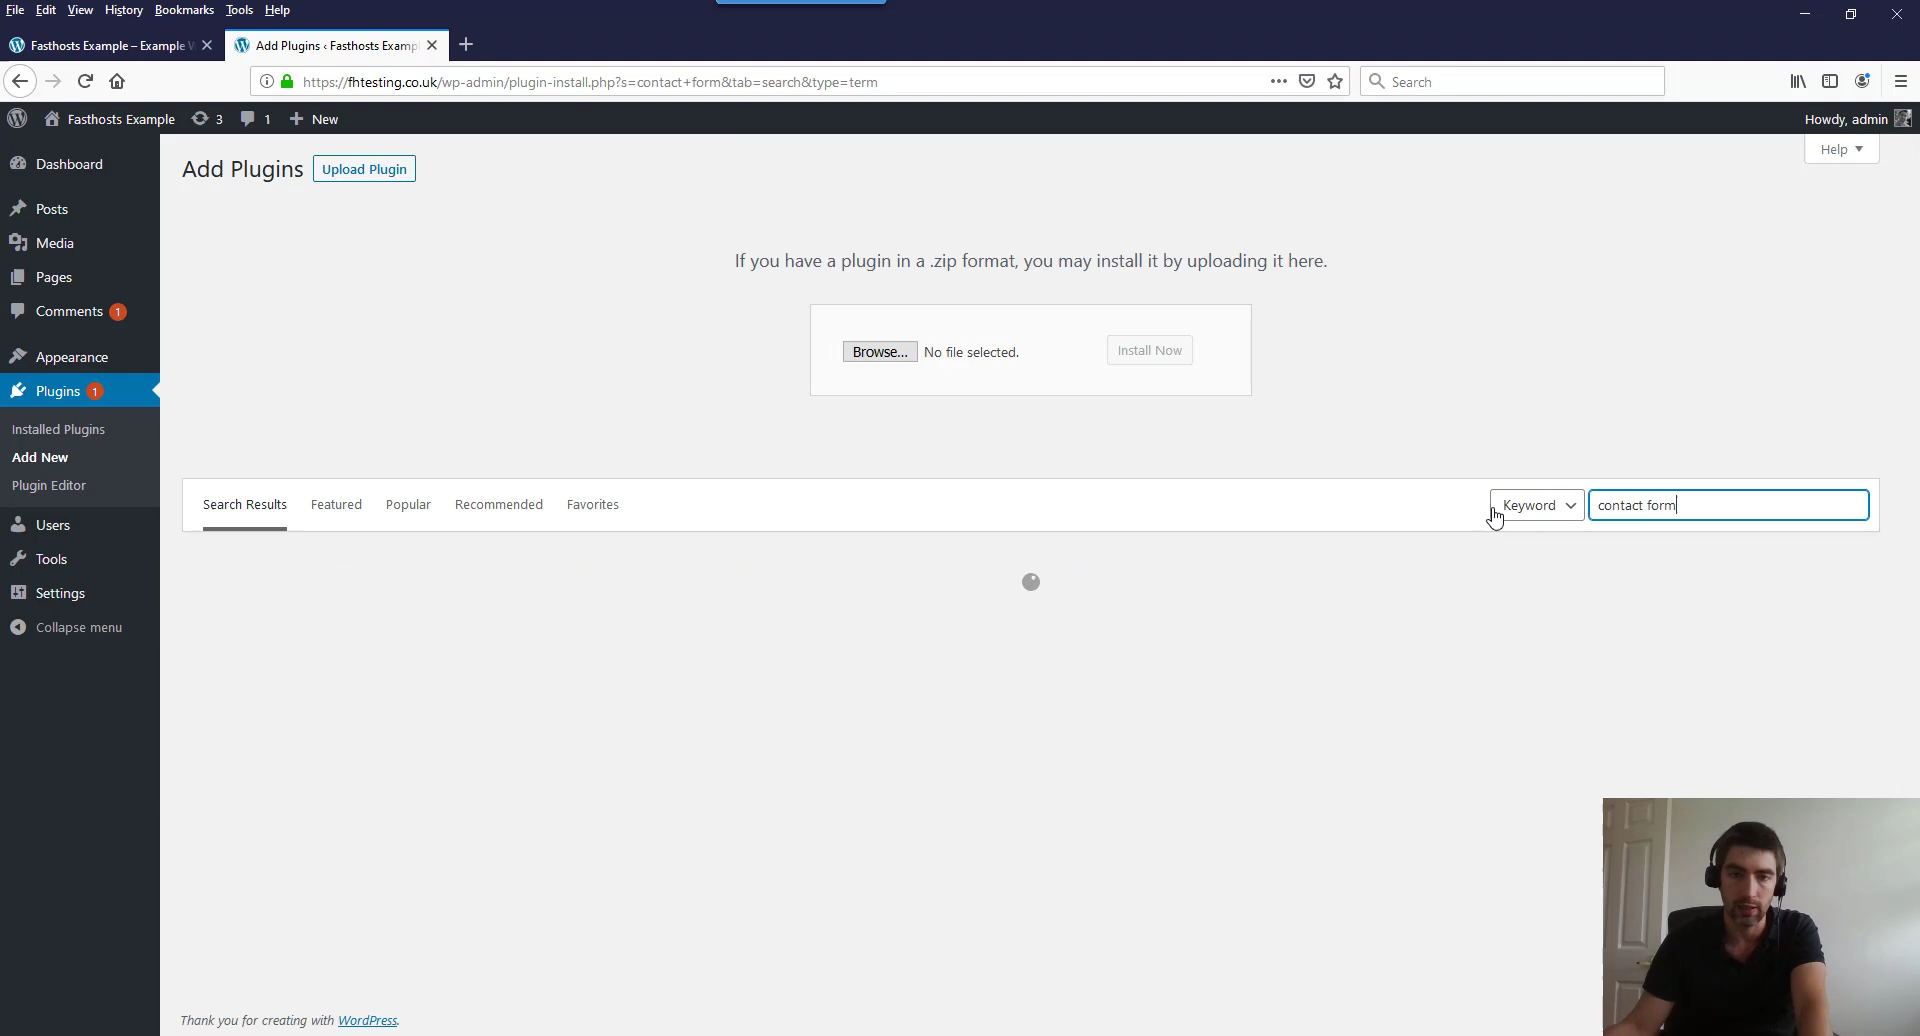 File Edit View History Bookmarks Tools Help
Fasthosts Example – Example W
Add Plugins ‹ Fasthosts Exampl
https://fhtesting.co.uk/wp-admin/plugin-install.php?s=contact+form&tab=search&type=term
Search
Fasthosts Example 3 1 + New
Howdy, admin
Dashboard
Posts
Media
Pages
Comments 1
Appearance
Plugins 1
Installed Plugins
Add New
Plugin Editor
Users
Tools
Settings
Collapse menu
Help
Add Plugins Upload Plugin
If you have a plugin in a .zip format, you may install it by uploading it here.
Browse... No file selected. Install Now
Search Results Featured Popular Recommended Favorites Keyword contact form
Thank you for creating with WordPress.